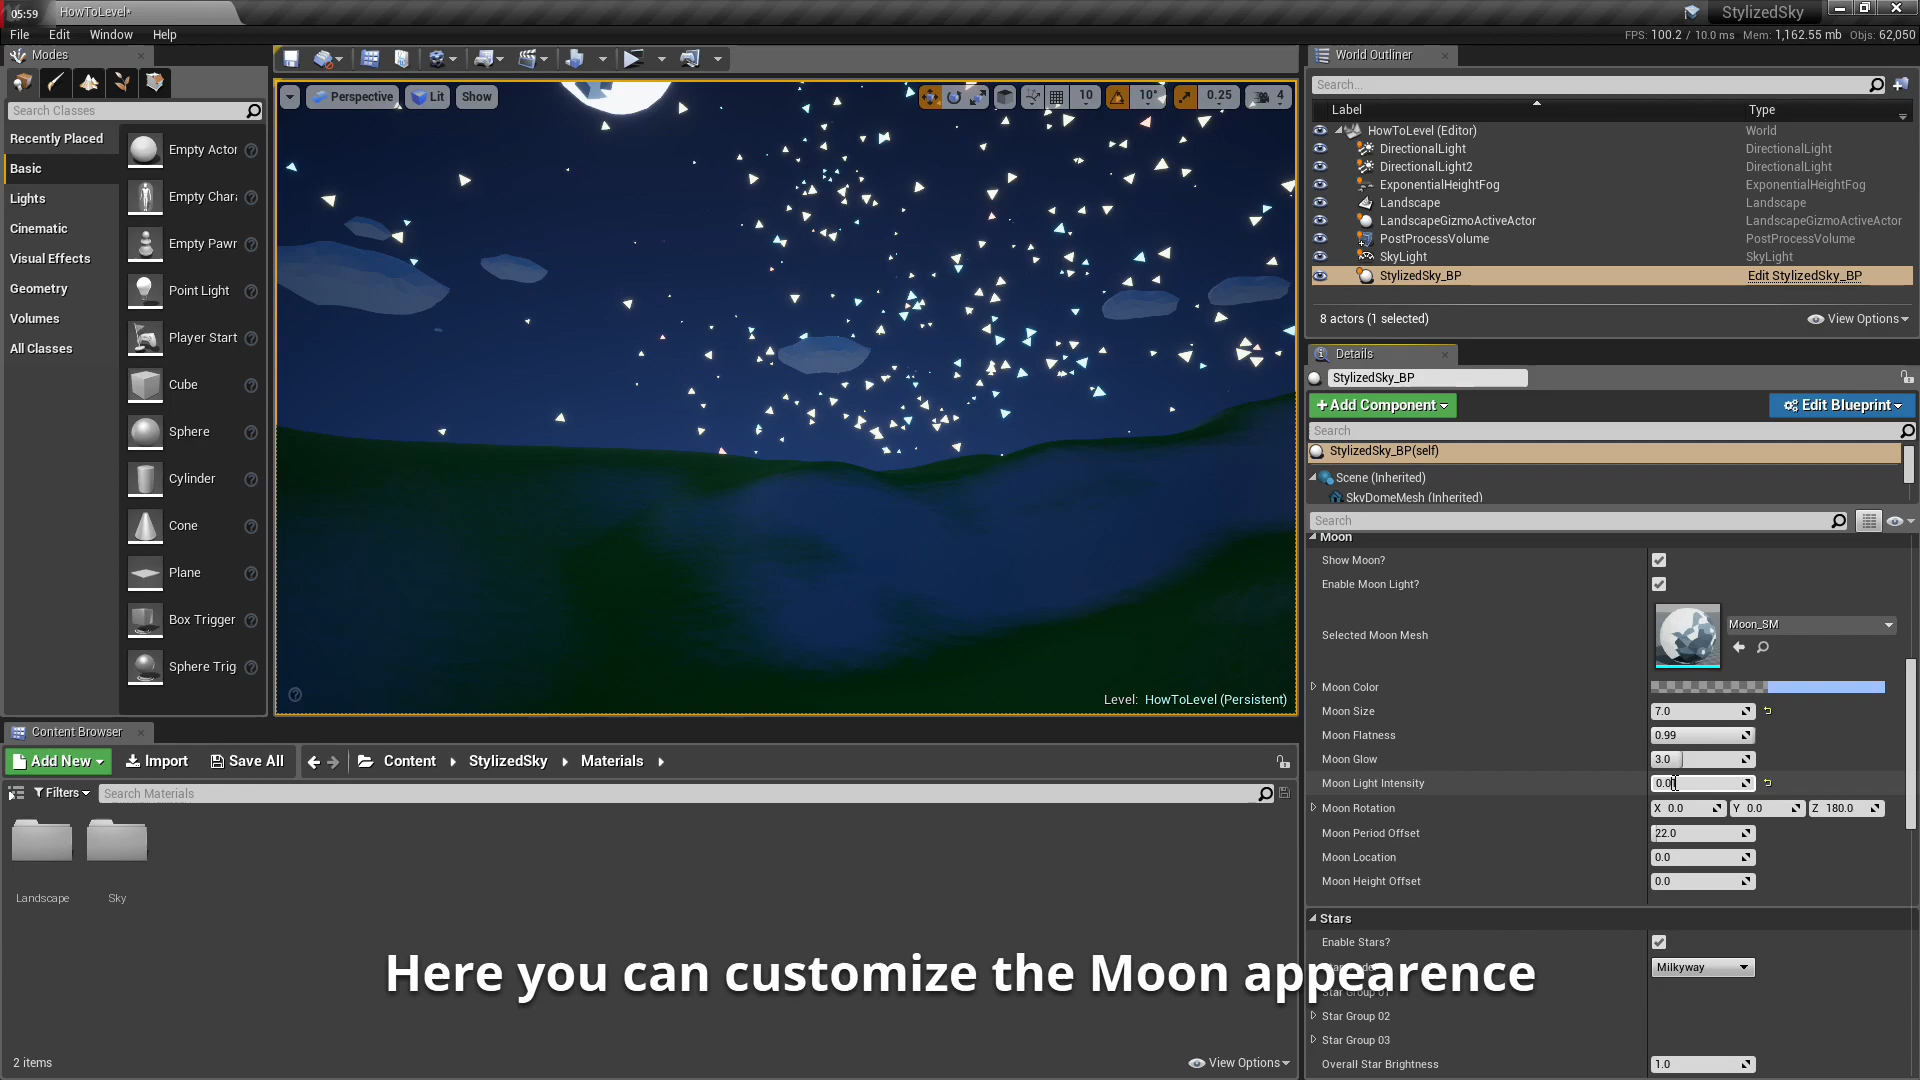 05:59
HowToLevel*
StylizedSky
File Edit Window Help
FPS: 100.2 / 10.0 ms Mem: 1,162.55 mb Objs: 62,050
Modes
Search Classes
Recently Placed
Basic
Lights
Cinematic
Visual Effects
Geometry
Volumes
All Classes
Empty Actor
Empty Chara
Empty Pawn
Point Light
Player Start
Cube
Sphere
Cylinder
Cone
Plane
Box Trigger
Sphere Trig
Perspective Lit Show
10 10° 0.25 4
Level: HowToLevel (Persistent)
World Outliner
Search...
Label Type
HowToLevel (Editor) World
DirectionalLight DirectionalLight
DirectionalLight2 DirectionalLight
ExponentialHeightFog ExponentialHeightFog
Landscape Landscape
LandscapeGizmoActiveActor LandscapeGizmoActiveActor
PostProcessVolume PostProcessVolume
SkyLight SkyLight
StylizedSky_BP Edit StylizedSky_BP
8 actors (1 selected) View Options
Details
StylizedSky_BP
+Add Component Edit Blueprint
Search
StylizedSky_BP(self)
Scene (Inherited)
SkyDomeMesh (Inherited)
Search
Moon
Show Moon?
Enable Moon Light?
Selected Moon Mesh Moon_SM
Moon Color
Moon Size 7.0
Moon Flatness 0.99
Moon Glow 3.0
Moon Light Intensity 0.0
Moon Rotation X 0.0 Y 0.0 Z 180.0
Moon Period Offset 22.0
Moon Location 0.0
Moon Height Offset 0.0
Stars
Enable Stars?
Milkyway
Star Group 01
Star Group 02
Star Group 03
Overall Star Brightness 1.0
Content Browser
Add New Import Save All Content StylizedSky Materials
Filters Search Materials
Landscape Sky
2 items View Options
Here you can customize the Moon appearence